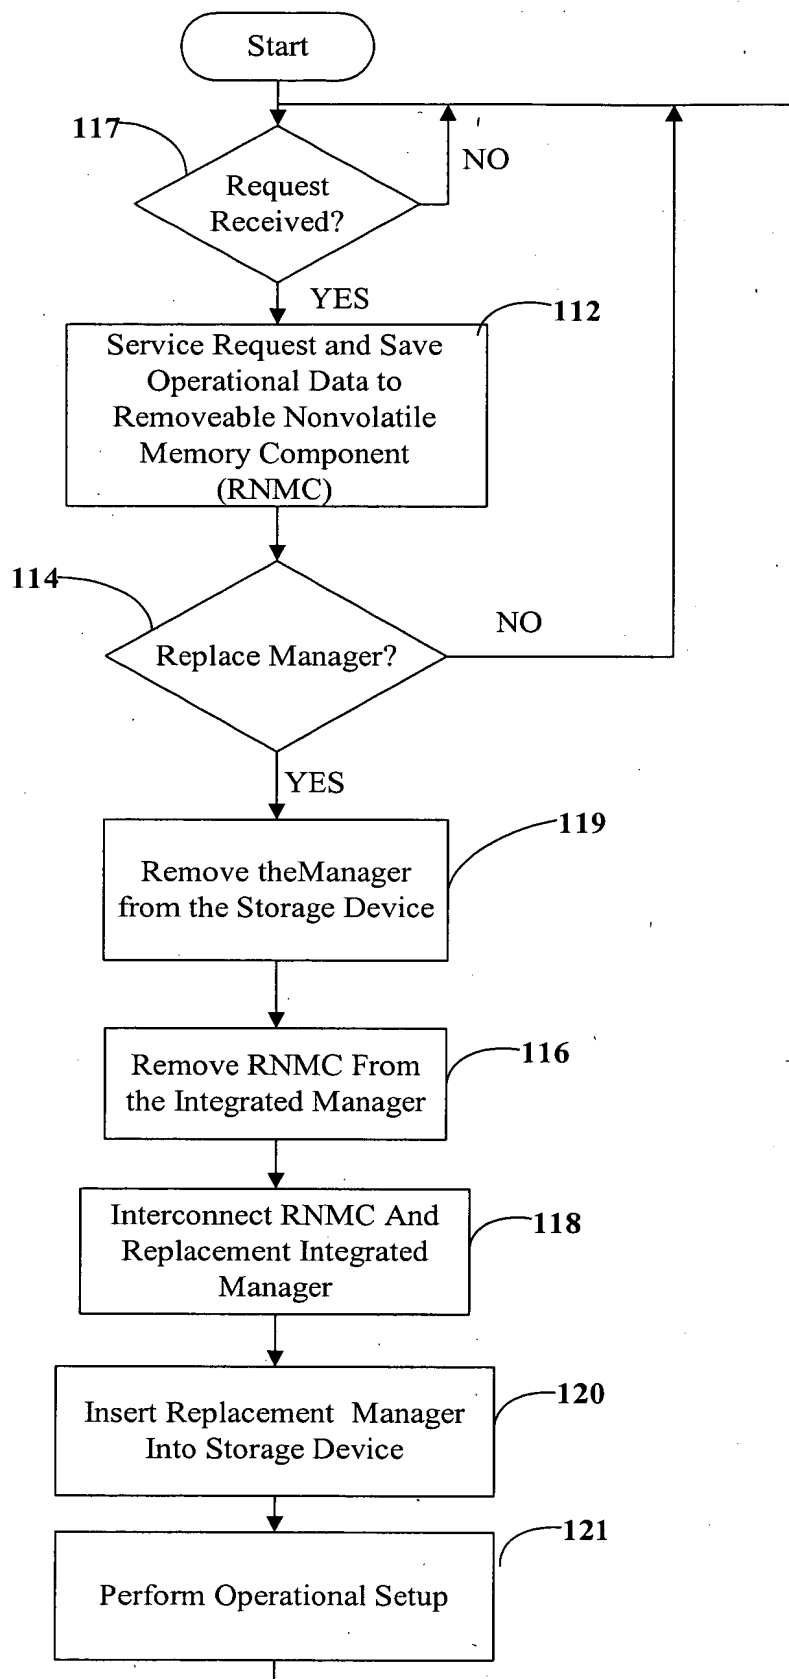 Start
117
NO
Request
Received?
YES
112
Service Request and Save
Operational Data to
Removeable Nonvolatile
Memory Component
(RNMC)
114
NO
Replace Manager?
YES
119
Remove theManager
from the Storage Device
116
Remove RNMC From
the Integrated Manager
118
Interconnect RNMC And
Replacement Integrated
Manager
120
Insert Replacement Manager
Into Storage Device
121
Perform Operational Setup